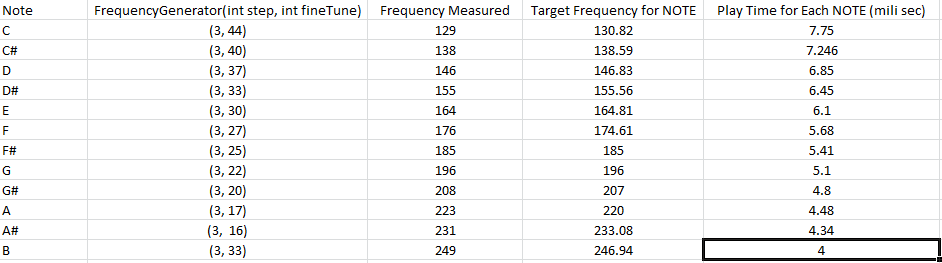 Note FrequencyGenerator(int step, int fineTune) Frequency Measured Target Frequency for NOTE Play Time for Each NOTE (mili sec)
C (3, 44) 129 130.82 7.75
C# (3, 40) 138 138.59 7.246
D (3, 37) 146 146.83 6.85
D# (3, 33) 155 155.56 6.45
E (3, 30) 164 164.81 6.1
F (3, 27) 176 174.61 5.68
F# (3, 25) 185 185 5.41
G (3, 22) 196 196 5.1
G# (3, 20) 208 207 4.8
A (3, 17) 223 220 4.48
A# (3, 16) 231 233.08 4.34
B (3, 33) 249 246.94 4